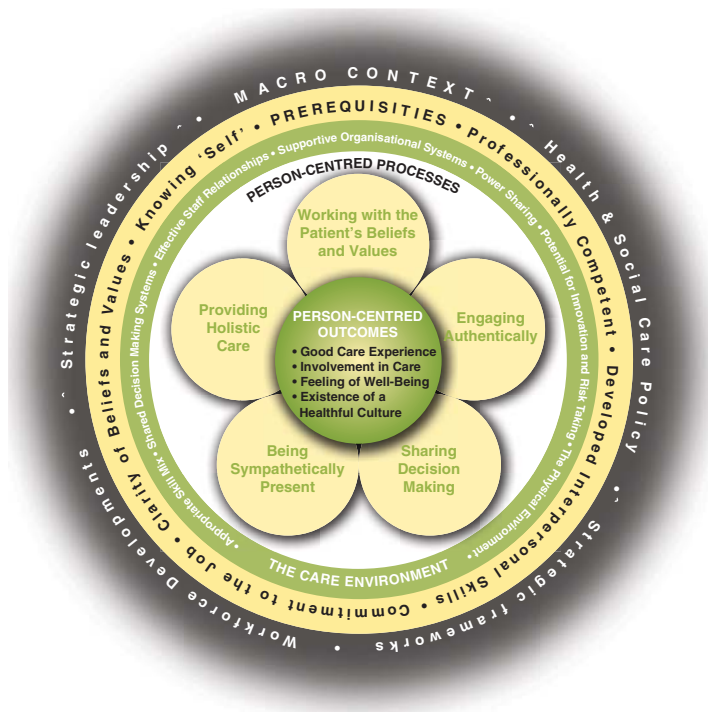 MACRO CONTEXT
Health & Social Care Policy
Strategic frameworks
Workforce Developments
Strategic leadership
PREREQUISITIES • Professionally Competent • Developed Interpersonal Skills • Commitment to the Job • Clarity of Beliefs and Values • Knowing ‘Self’ •
THE CARE ENVIRONMENT
• Appropriate Skill Mix • Shared Decision Making Systems • Effective Staff Relationships • Supportive Organisational Systems • Power Sharing • Potential for Innovation and Risk Taking • The Physical Environment •
PERSON-CENTRED PROCESSES
Working with the
Patient’s Beliefs
and Values
Engaging
Authentically
Sharing
Decision
Making
Being
Sympathetically
Present
Providing
Holistic
Care
PERSON-CENTRED
OUTCOMES
• Good Care Experience
• Involvement in Care
• Feeling of Well-Being
• Existence of a
Healthful Culture